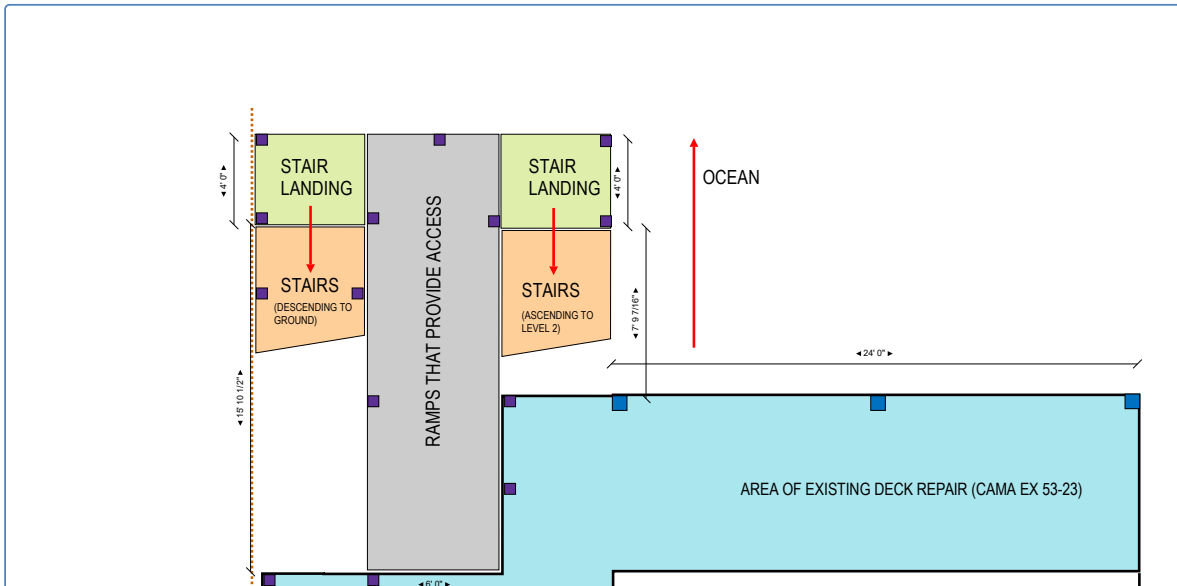 STAIR
LANDING
STAIR
LANDING
◄ 4' 0" ►
◄ 4' 0" ►
OCEAN
RAMPS THAT PROVIDE ACCESS
STAIRS
(DESCENDING TO
GROUND)
STAIRS
(ASCENDING TO
LEVEL 2)
◄ 7' 9 7/16" ►
◄ 24' 0" ►
◄ 15' 10 1/2" ►
AREA OF EXISTING DECK REPAIR (CAMA EX 53-23)
◄ 6' 0" ►